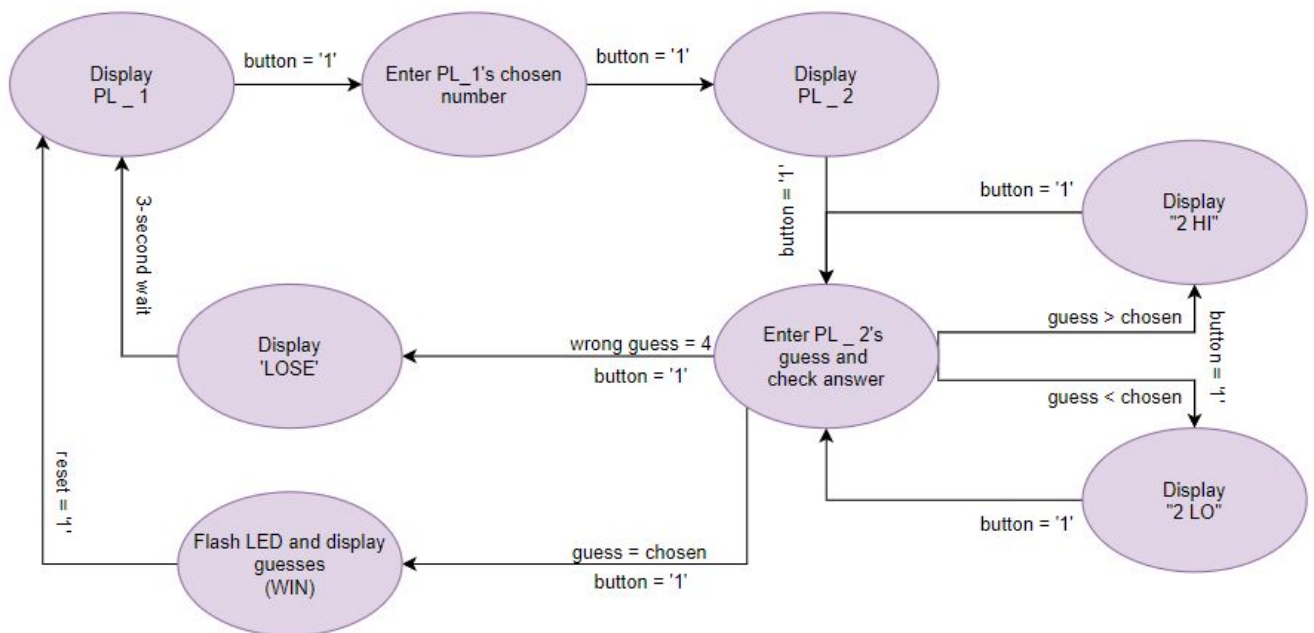 Display
PL _ 1
button = '1'
Enter PL_1's chosen
number
button = '1'
Display
PL _ 2
button = '1'
button = '1'
Display
"2 HI"
3-second wait
Display
'LOSE'
wrong guess = 4
button = '1'
Enter PL _ 2's
guess and
check answer
guess > chosen
button = '1'
guess < chosen
Display
"2 LO"
button = '1'
reset = '1'
Flash LED and display
guesses
(WIN)
guess = chosen
button = '1'